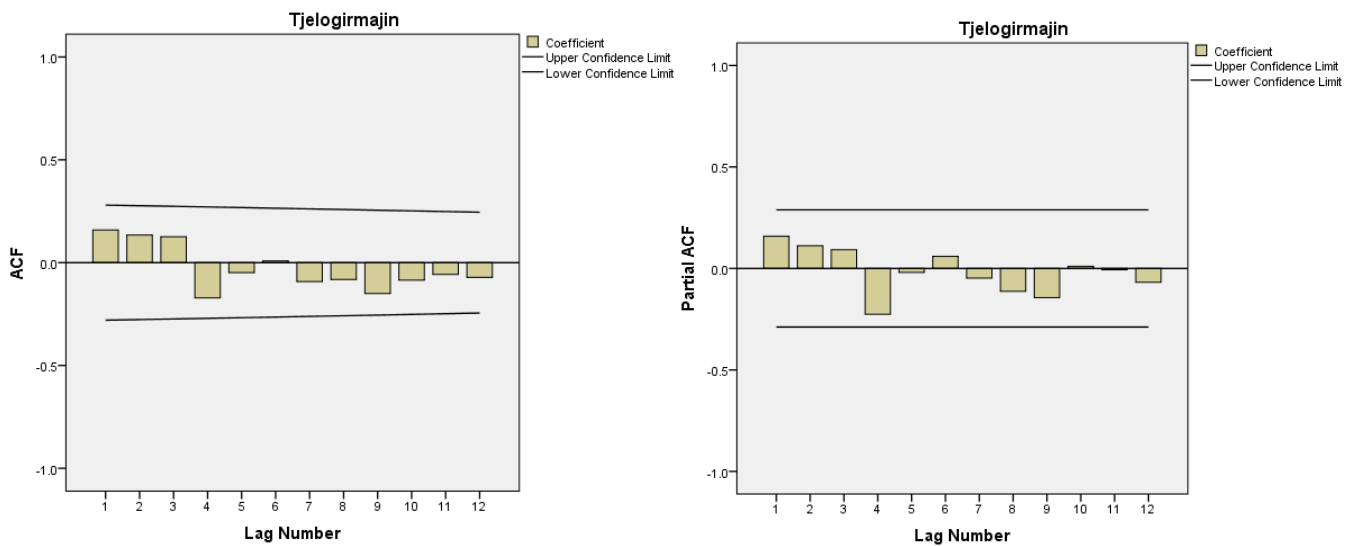 Tjelogirmajin
Coefficient
Upper Confidence Limit
Lower Confidence Limit
1.0
0.5
0.0
-0.5
-1.0
ACF
1 2 3 4 5 6 7 8 9 10 11 12
Lag Number
Tjelogirmajin
Coefficient
Upper Confidence Limit
Lower Confidence Limit
1.0
0.5
0.0
-0.5
-1.0
Partial ACF
1 2 3 4 5 6 7 8 9 10 11 12
Lag Number